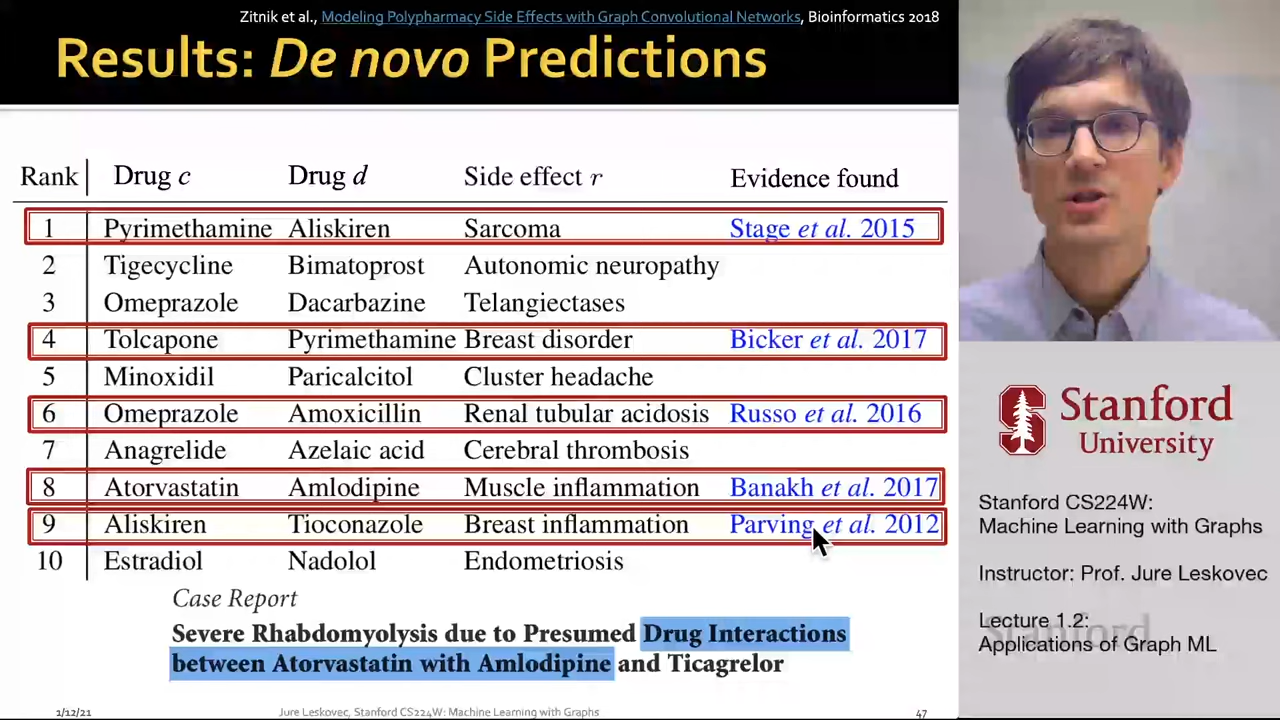 Zitnik et al., Modeling Polypharmacy Side Effects with Graph Convolutional Networks, Bioinformatics 2018
Results: De novo Predictions
Rank Drug c Drug d Side effect r Evidence found
1 Pyrimethamine Aliskiren Sarcoma Stage et al. 2015
2 Tigecycline Bimatoprost Autonomic neuropathy
3 Omeprazole Dacarbazine Telangiectases
4 Tolcapone Pyrimethamine Breast disorder Bicker et al. 2017
5 Minoxidil Paricalcitol Cluster headache
6 Omeprazole Amoxicillin Renal tubular acidosis Russo et al. 2016
7 Anagrelide Azelaic acid Cerebral thrombosis
8 Atorvastatin Amlodipine Muscle inflammation Banakh et al. 2017
9 Aliskiren Tioconazole Breast inflammation Parving et al. 2012
10 Estradiol Nadolol Endometriosis
Case Report
Severe Rhabdomyolysis due to Presumed Drug Interactions
between Atorvastatin with Amlodipine and Ticagrelor
1/12/21 Jure Leskovec, Stanford CS224W: Machine Learning with Graphs 47
Stanford
University
Stanford CS224W:
Machine Learning with Graphs
Instructor: Prof. Jure Leskovec
Lecture 1.2:
Applications of Graph ML
Stanford